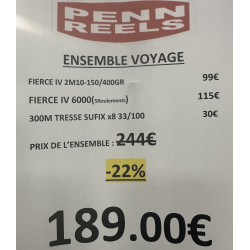 PENN
REELS
ENSEMBLE VOYAGE
FIERCE IV 2M10-150/400GR 99€
FIERCE IV 6000(5Roulements) 115€
300M TRESSE SUFIX x8 33/100 30€
PRIX DE L'ENSEMBLE : 244€
-22%
189.00€